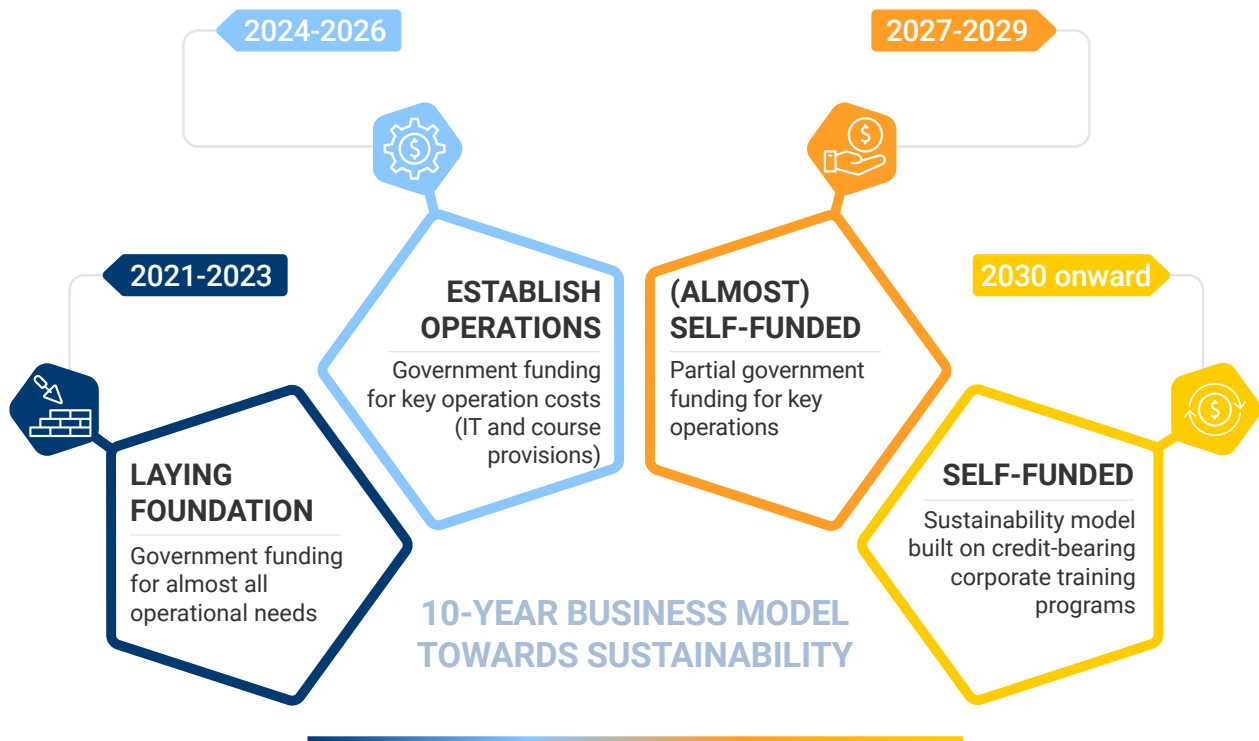 2021-2023
LAYING
FOUNDATION
Government funding
for almost all
operational needs
2024-2026
ESTABLISH
OPERATIONS
Government funding
for key operation costs
(IT and course
provisions)
2027-2029
(ALMOST)
SELF-FUNDED
Partial government
funding for key
operations
2030 onward
SELF-FUNDED
Sustainability model
built on credit-bearing
corporate training
programs
10-YEAR BUSINESS MODEL
TOWARDS SUSTAINABILITY
$
$
$